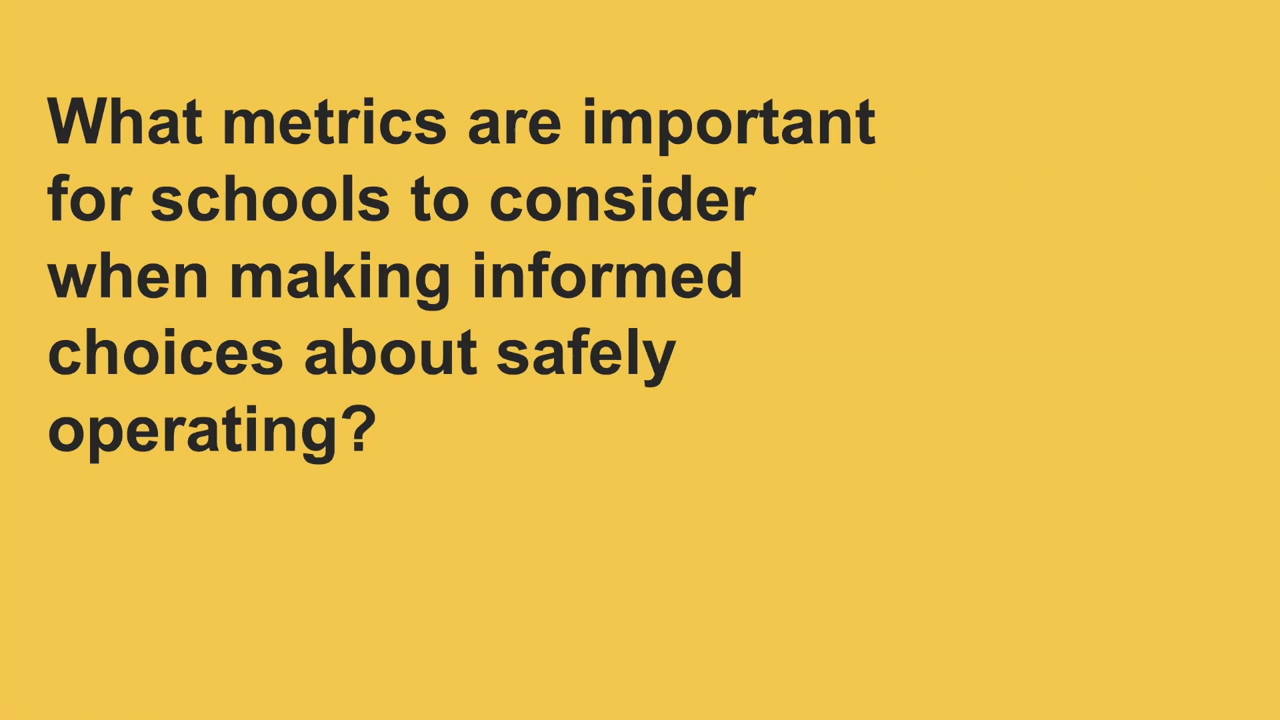 What metrics are important
for schools to consider
when making informed
choices about safely
operating?